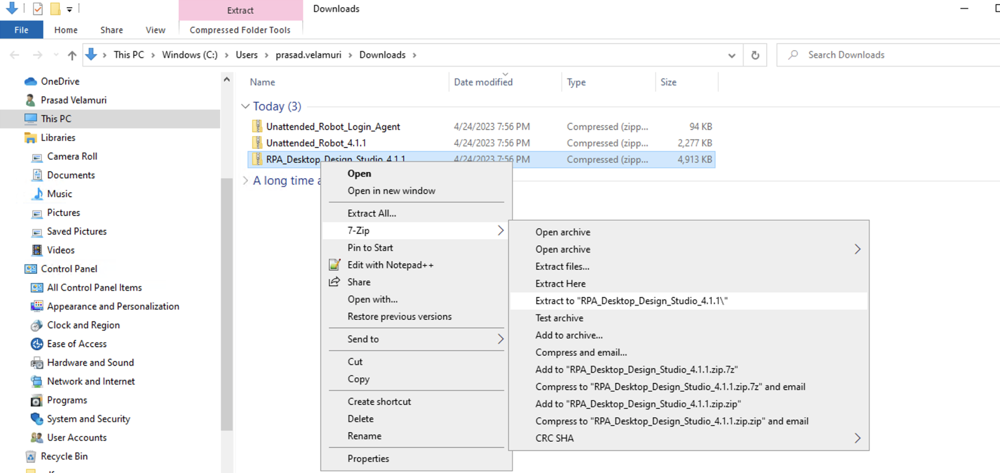 Extract
Downloads
File Home Share View Compressed Folder Tools
This PC Windows (C:) Users prasad.velamuri Downloads
Search Downloads
OneDrive
Prasad Velamuri
This PC
Libraries
Camera Roll
Documents
Music
Pictures
Saved Pictures
Videos
Control Panel
All Control Panel Items
Appearance and Personalization
Clock and Region
Ease of Access
Hardware and Sound
Network and Internet
Programs
System and Security
User Accounts
Recycle Bin
Name Date modified Type Size
Today (3)
Unattended_Robot_Login_Agent 4/24/2023 7:56 PM Compressed (zipp... 94 KB
Unattended_Robot_4.1.1 4/24/2023 7:56 PM Compressed (zipp... 2,277 KB
RPA_Desktop_Design_Studio_4.1.1 4/24/2023 7:56 PM Compressed (zipp... 4,913 KB
A long time
Open
Open in new window
Extract All...
7-Zip
Pin to Start
Edit with Notepad++
Share
Open with...
Restore previous versions
Send to
Cut
Copy
Create shortcut
Delete
Rename
Properties
Open archive
Open archive
Extract files...
Extract Here
Extract to "RPA_Desktop_Design_Studio_4.1.1\"
Test archive
Add to archive...
Compress and email...
Add to "RPA_Desktop_Design_Studio_4.1.1.zip.7z"
Compress to "RPA_Desktop_Design_Studio_4.1.1.zip.7z" and email
Add to "RPA_Desktop_Design_Studio_4.1.1.zip.zip"
Compress to "RPA_Desktop_Design_Studio_4.1.1.zip.zip" and email
CRC SHA